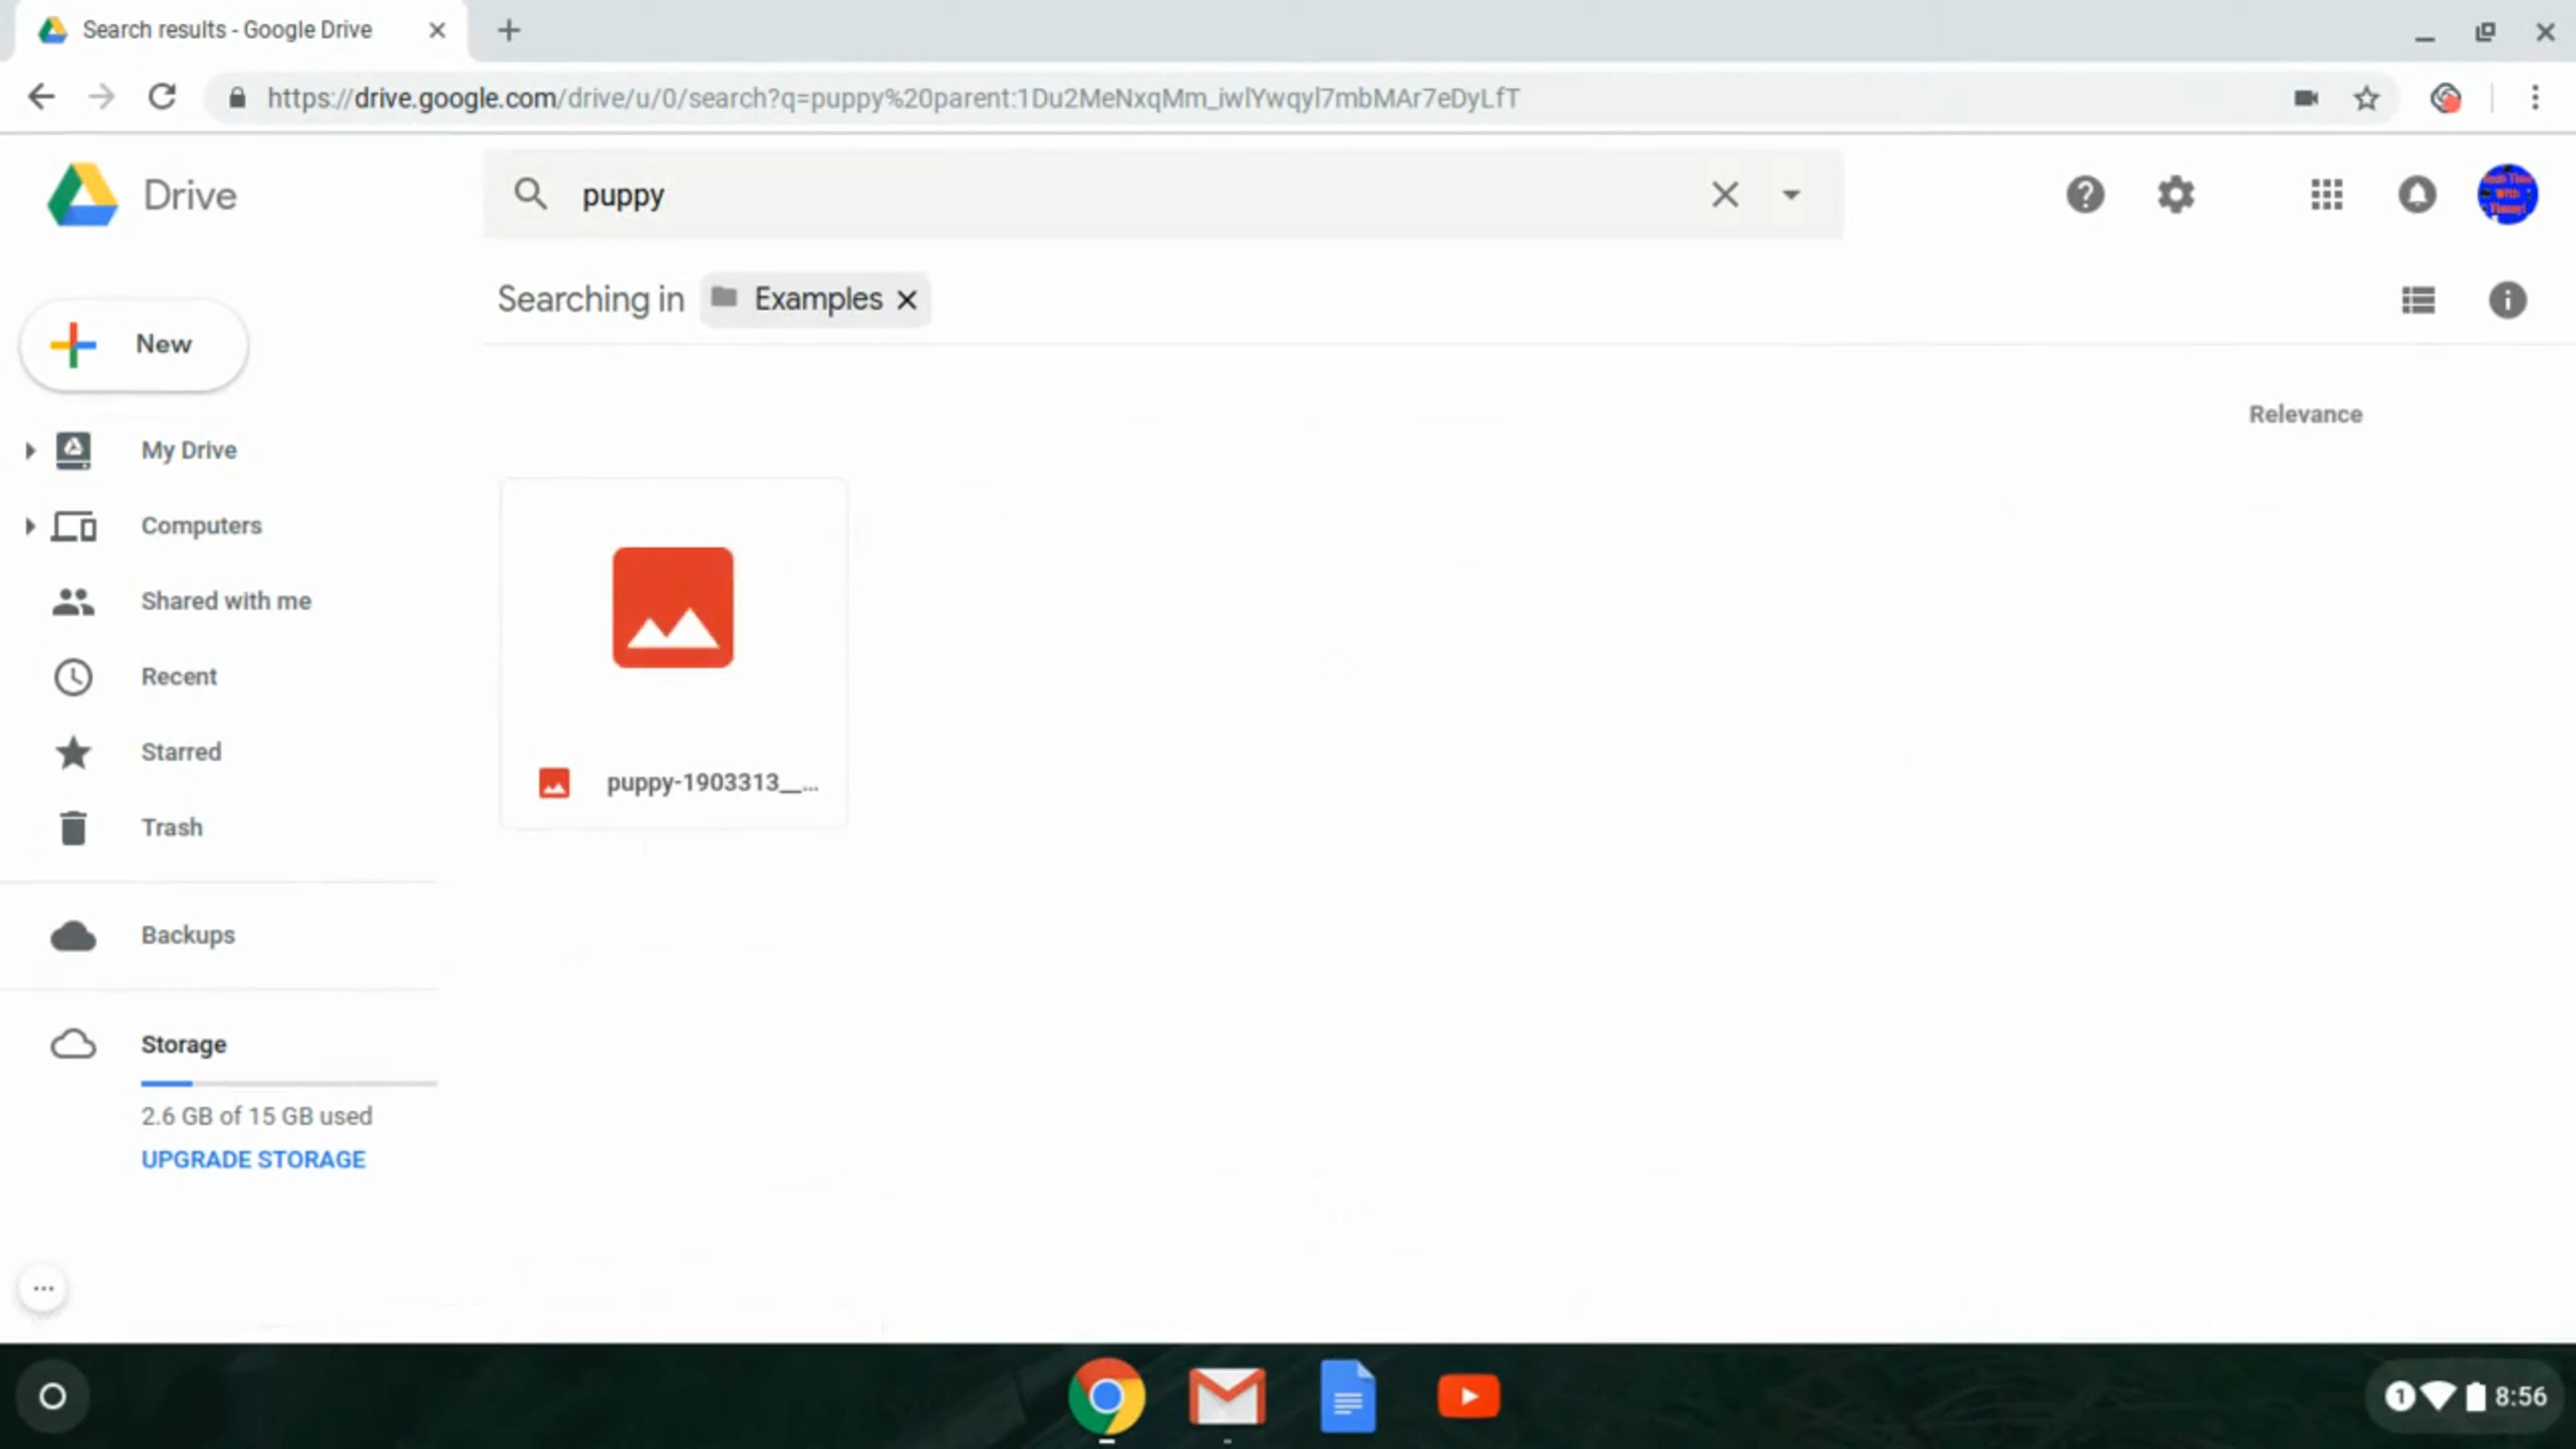 Search results - Google Drive
https://drive.google.com/drive/u/0/search?q=puppy%20parent:1Du2MeNxqMm_iwlYwqyl7mbMAr7eDyLfT
Drive
puppy
Searching in Examples
New
Relevance
My Drive
Computers
Shared with me
Recent
Starred
puppy-1903313__...
Trash
Backups
Storage
2.6 GB of 15 GB used
UPGRADE STORAGE
1 8:56